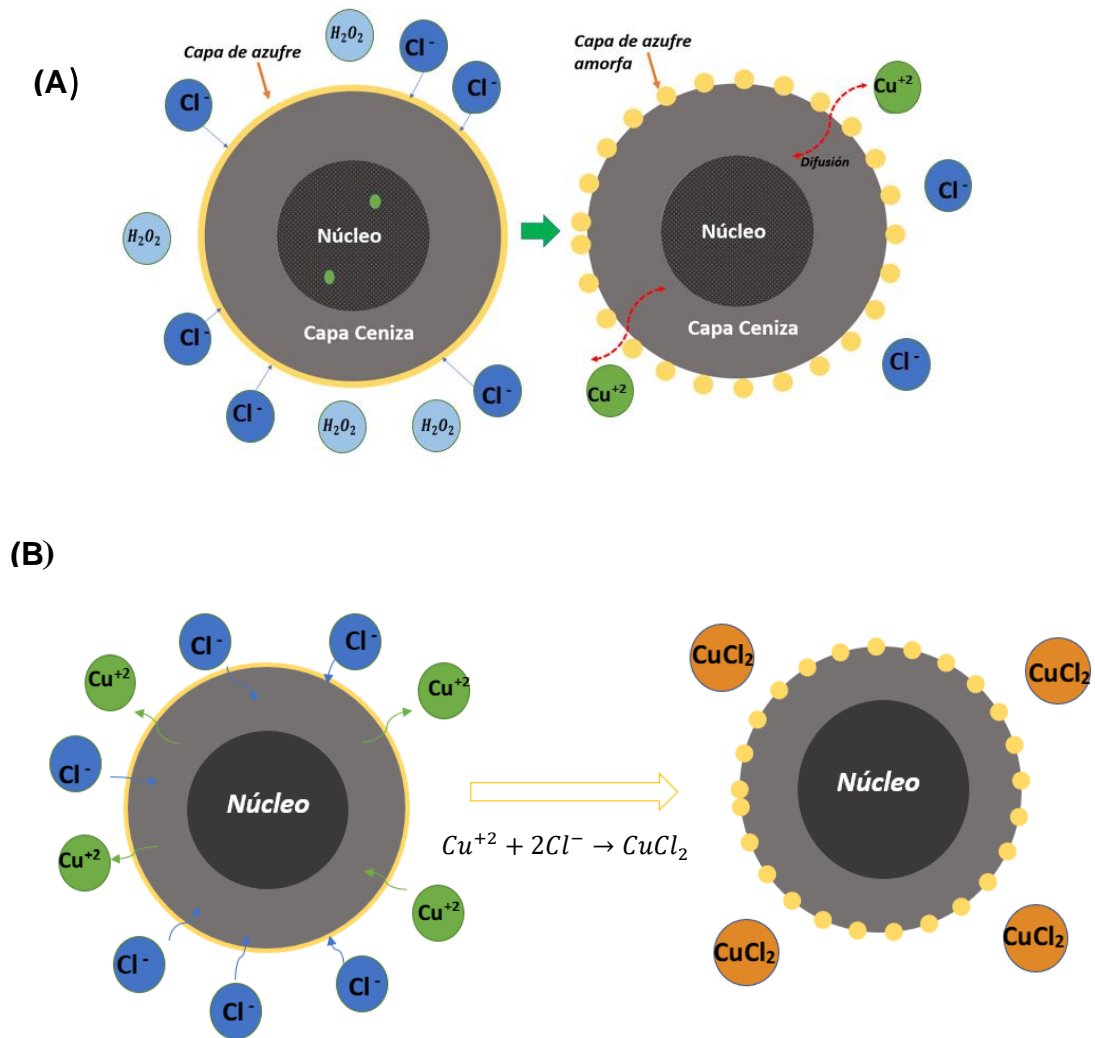 (A)
H₂O₂
Capa de azufre
Cl⁻
Cl⁻
Cl⁻
Núcleo
H₂O₂
Capa Ceniza
Cl⁻
Cl⁻
Cl⁻
H₂O₂
H₂O₂
Capa de azufre
amorfa
Cu⁺²
Difusión
Cl⁻
Núcleo
Capa Ceniza
Cl⁻
Cu⁺²
(B)
Cl⁻
Cl⁻
Cu⁺²
Cu⁺²
Cl⁻
Núcleo
Cu⁺²
Cu⁺²
Cl⁻
Cl⁻
Cl⁻
Cu⁺² + 2Cl⁻ → CuCl₂
CuCl₂
CuCl₂
Núcleo
CuCl₂
CuCl₂